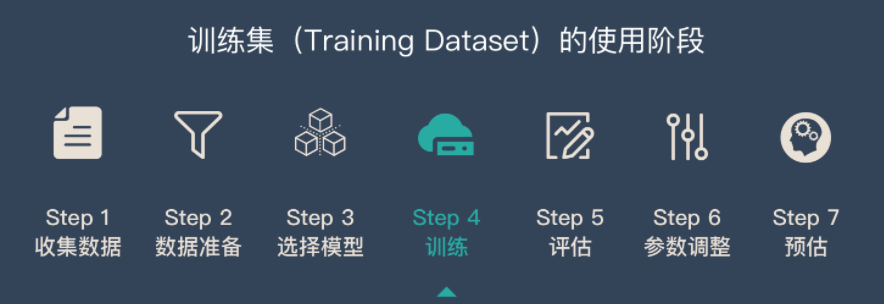 训练集（Training Dataset）的使用阶段
Step 1
收集数据
Step 2
数据准备
Step 3
选择模型
Step 4
训练
Step 5
评估
Step 6
参数调整
Step 7
预估